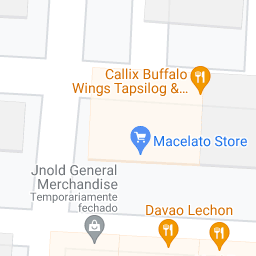 Callix Buffalo
Wings Tapsilog &...
Macelato Store
Jnold General
Merchandise
Temporariamente
fechado
Davao Lechon